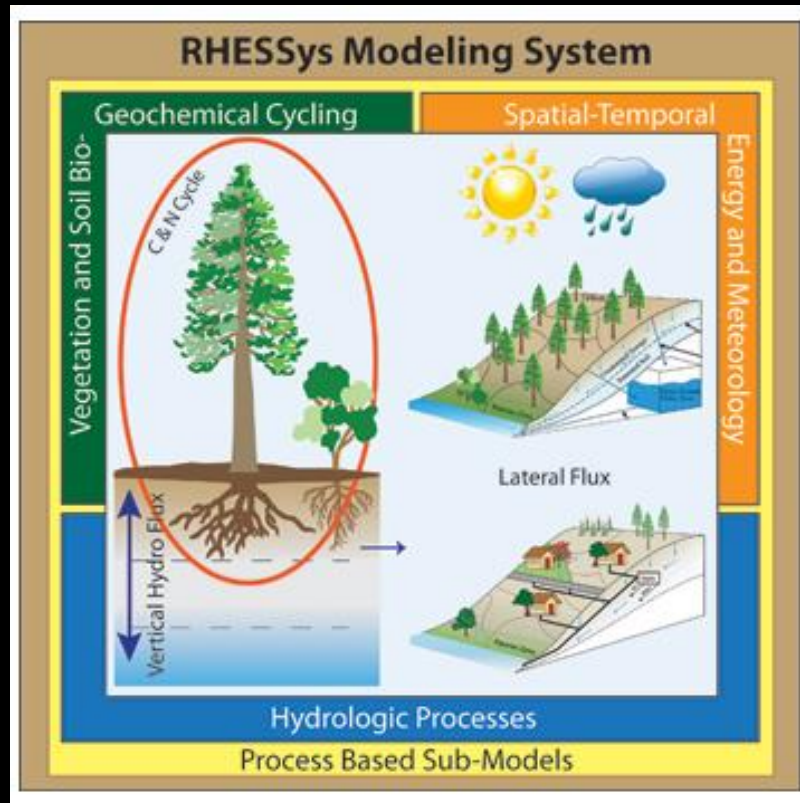 RHESSys Modeling System
Geochemical Cycling
Spatial-Temporal
Vegetation and Soil Bio-
Energy and Meteorology
C & N Cycle
Lateral Flux
Vertical Hydro Flux
Hydrologic Processes
Process Based Sub-Models